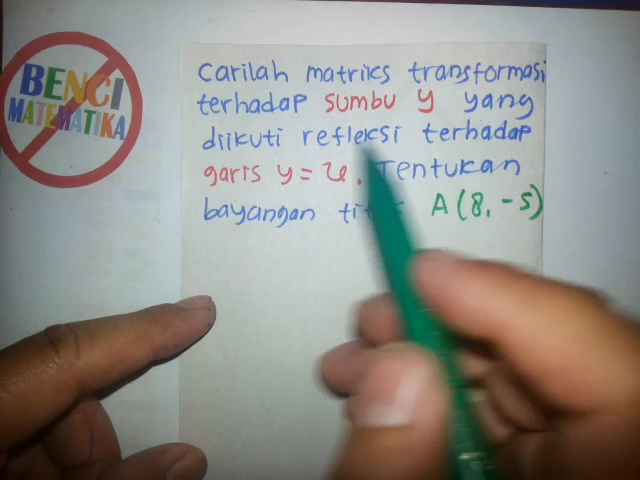 BENCI
MATEMATIKA
Carilah matriks transformasi
terhadap sumbu y yang
diikuti refleksi terhadap
garis y = x. Tentukan
bayangan A (8, -5)